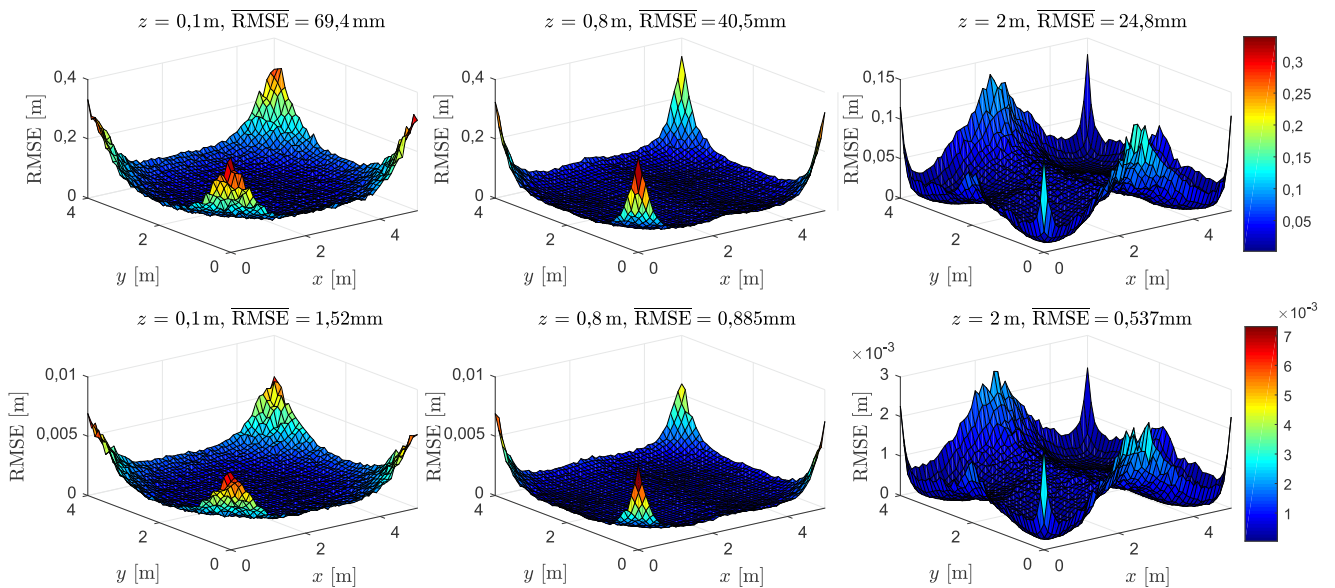 z = 0,1 m, RMSE = 69,4 mm
z = 0,8 m, RMSE = 40,5mm
z = 2 m, RMSE = 24,8mm
0,4
0,2
0
RMSE [m]
4
2
0
y [m]
0
2
4
x [m]
0,4
0,2
0
RMSE [m]
4
2
0
y [m]
0
2
4
x [m]
0,15
0,1
0,05
0
RMSE [m]
4
2
0
y [m]
0
2
4
x [m]
0,3
0,25
0,2
0,15
0,1
0,05
z = 0,1 m, RMSE = 1,52mm
z = 0,8 m, RMSE = 0,885mm
z = 2 m, RMSE = 0,537mm
0,01
0,005
0
RMSE [m]
4
2
0
y [m]
0
2
4
x [m]
0,01
0,005
0
RMSE [m]
4
2
0
y [m]
0
2
4
x [m]
× 10⁻³
3
2
1
0
RMSE [m]
4
2
0
y [m]
0
2
4
x [m]
× 10⁻³
7
6
5
4
3
2
1